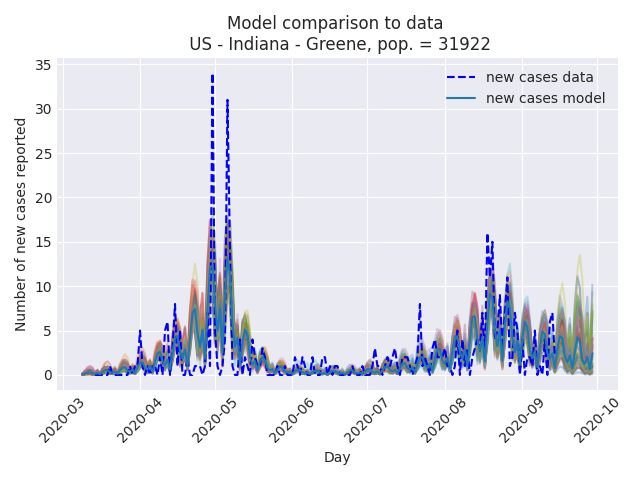 Model comparison to data
US - Indiana - Greene, pop. = 31922
new cases data
new cases model
Number of new cases reported
35
30
25
20
15
10
5
0
2020-03
2020-04
2020-05
2020-06
2020-07
2020-08
2020-09
2020-10
Day